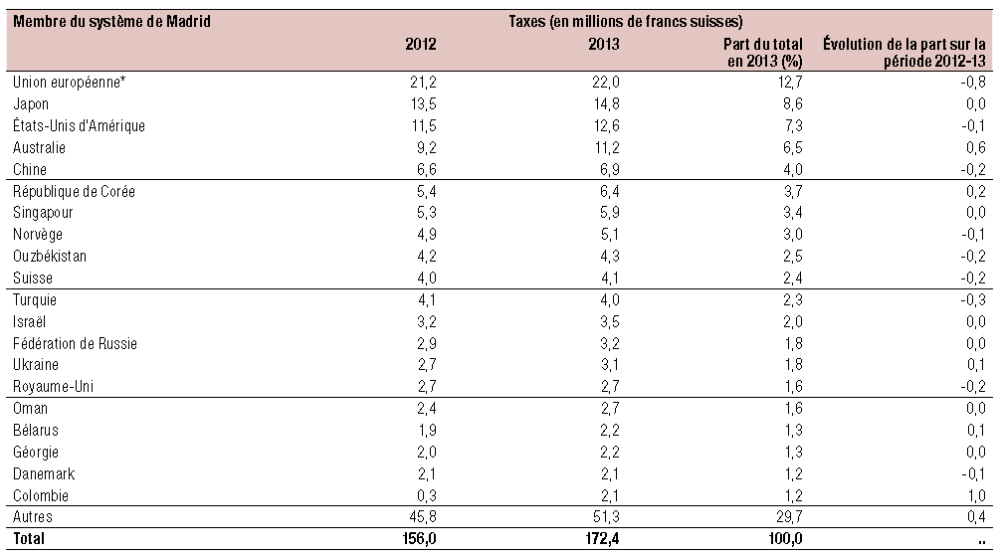 Membre du système de Madrid Taxes (en millions de francs suisses)
2012 2013 Part du total Évolution de la part sur la
en 2013 (%) période 2012-13
Union européenne* 21,2 22,0 12,7 -0,8
Japon 13,5 14,8 8,6 0,0
États-Unis d'Amérique 11,5 12,6 7,3 -0,1
Australie 9,2 11,2 6,5 0,6
Chine 6,6 6,9 4,0 -0,2
République de Corée 5,4 6,4 3,7 0,2
Singapour 5,3 5,9 3,4 0,0
Norvège 4,9 5,1 3,0 -0,1
Ouzbékistan 4,2 4,3 2,5 -0,2
Suisse 4,0 4,1 2,4 -0,2
Turquie 4,1 4,0 2,3 -0,3
Israël 3,2 3,5 2,0 0,0
Fédération de Russie 2,9 3,2 1,8 0,0
Ukraine 2,7 3,1 1,8 0,1
Royaume-Uni 2,7 2,7 1,6 -0,2
Oman 2,4 2,7 1,6 0,0
Bélarus 1,9 2,2 1,3 0,1
Géorgie 2,0 2,2 1,3 0,0
Danemark 2,1 2,1 1,2 -0,1
Colombie 0,3 2,1 1,2 1,0
Autres 45,8 51,3 29,7 0,4
Total 156,0 172,4 100,0 ..